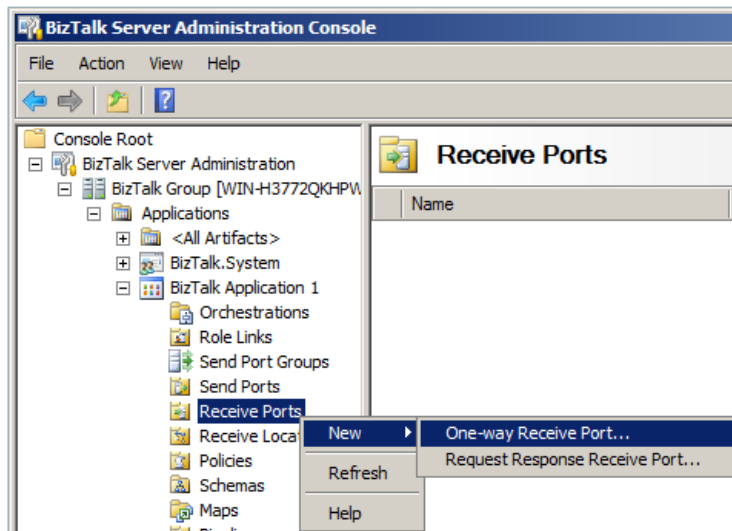 BizTalk Server Administration Console
File Action View Help
Console Root
BizTalk Server Administration
BizTalk Group [WIN-H3772QKHPW
Applications
<All Artifacts>
BizTalk.System
BizTalk Application 1
Orchestrations
Role Links
Send Port Groups
Send Ports
Receive Ports
Receive Loca
Policies
Schemas
Maps
Receive Ports
Name
New
Refresh
Help
One-way Receive Port...
Request Response Receive Port...